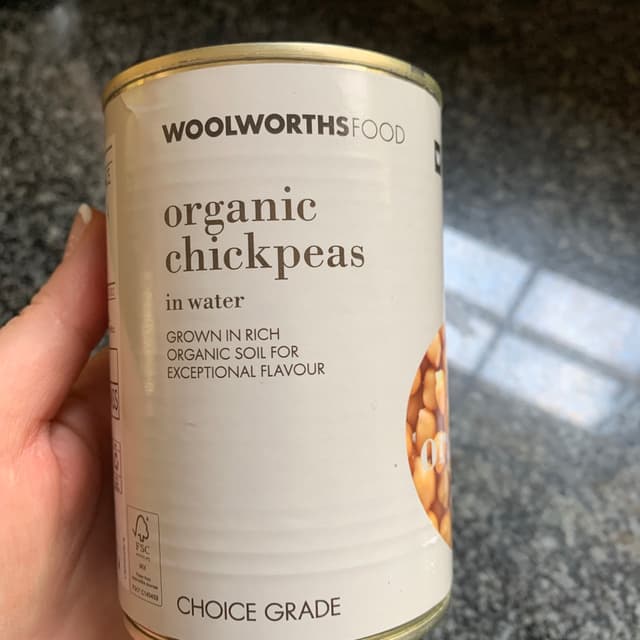 WOOLWORTHSFOOD
organic
chickpeas
in water
GROWN IN RICH
ORGANIC SOIL FOR
EXCEPTIONAL FLAVOUR
FSC
CHOICE GRADE